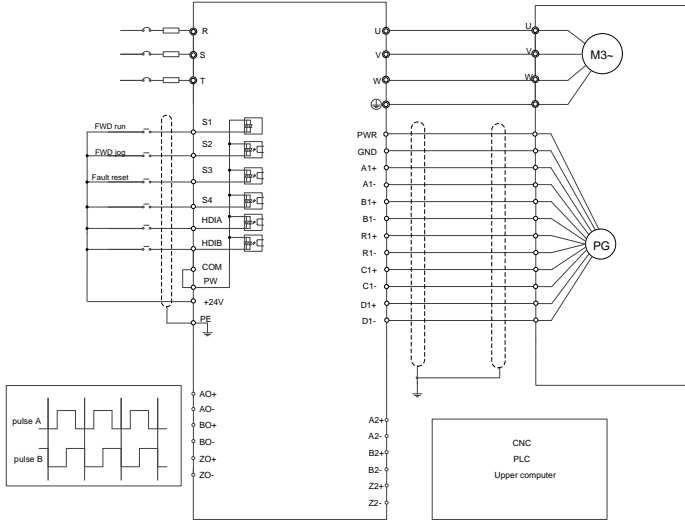 R
S
T
U
V
W
U
V
W
M3~
FWD run
S1
FWD jog
S2
Fault reset
S3
S4
HDIA
HDIB
COM
PW
+24V
PE
PWR
GND
A1+
A1-
B1+
B1-
R1+
R1-
C1+
C1-
D1+
D1-
PG
pulse A
pulse B
AO+
AO-
BO+
BO-
ZO+
ZO-
A2+
A2-
B2+
B2-
Z2+
Z2-
CNC
PLC
Upper computer